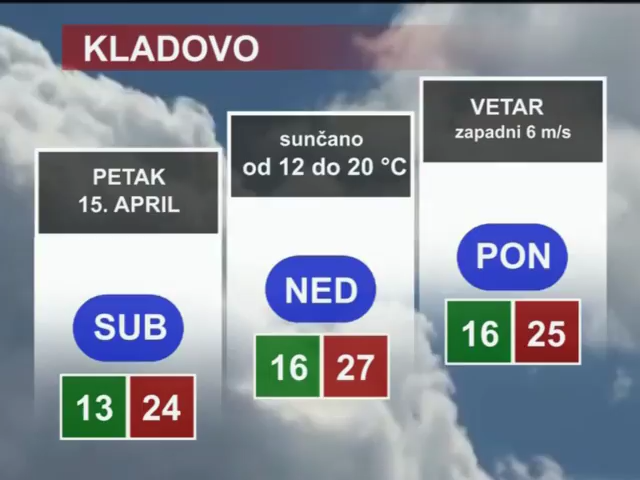 KLADOVO
PETAK
15. APRIL
sunčano
od 12 do 20 °C
VETAR
zapadni 6 m/s
SUB
13 24
NED
16 27
PON
16 25